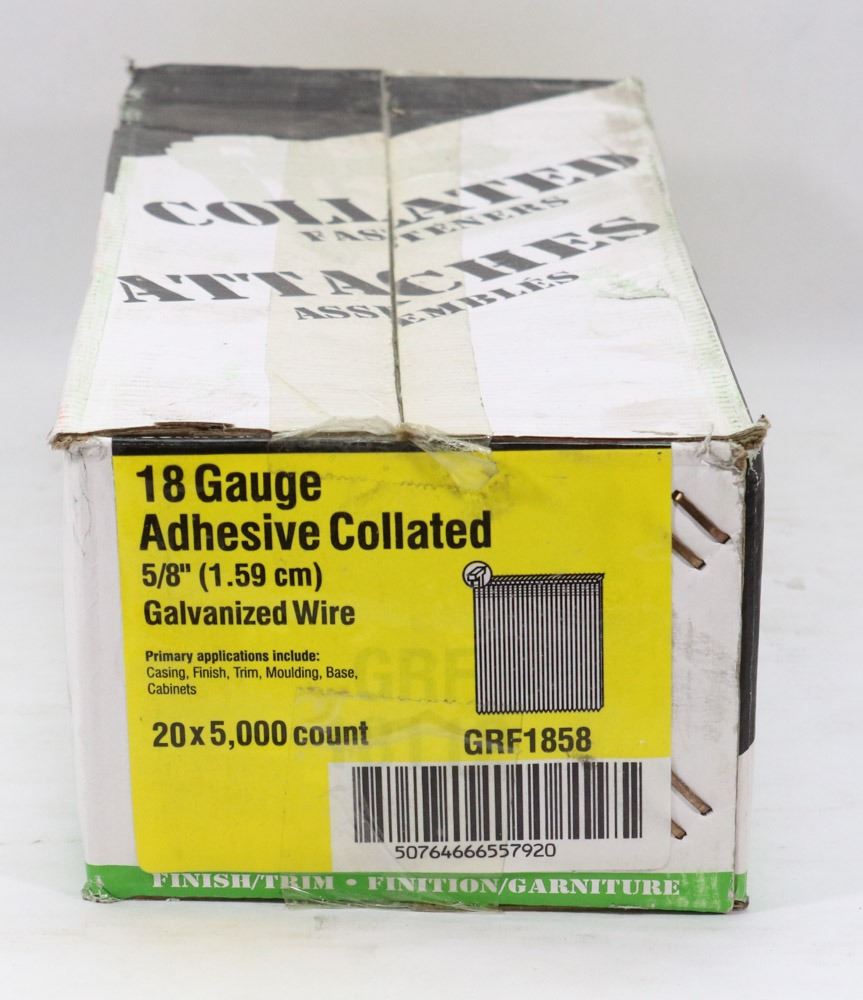 COLLATED
FASTENERS
ATTACHES
ASSEMBLÉS
18 Gauge
Adhesive Collated
5/8" (1.59 cm)
Galvanized Wire
Primary applications include:
Casing, Finish, Trim, Moulding, Base,
Cabinets
20 x 5,000 count
GRF1858
50764666557920
FINISH/TRIM • FINITION/GARNITURE